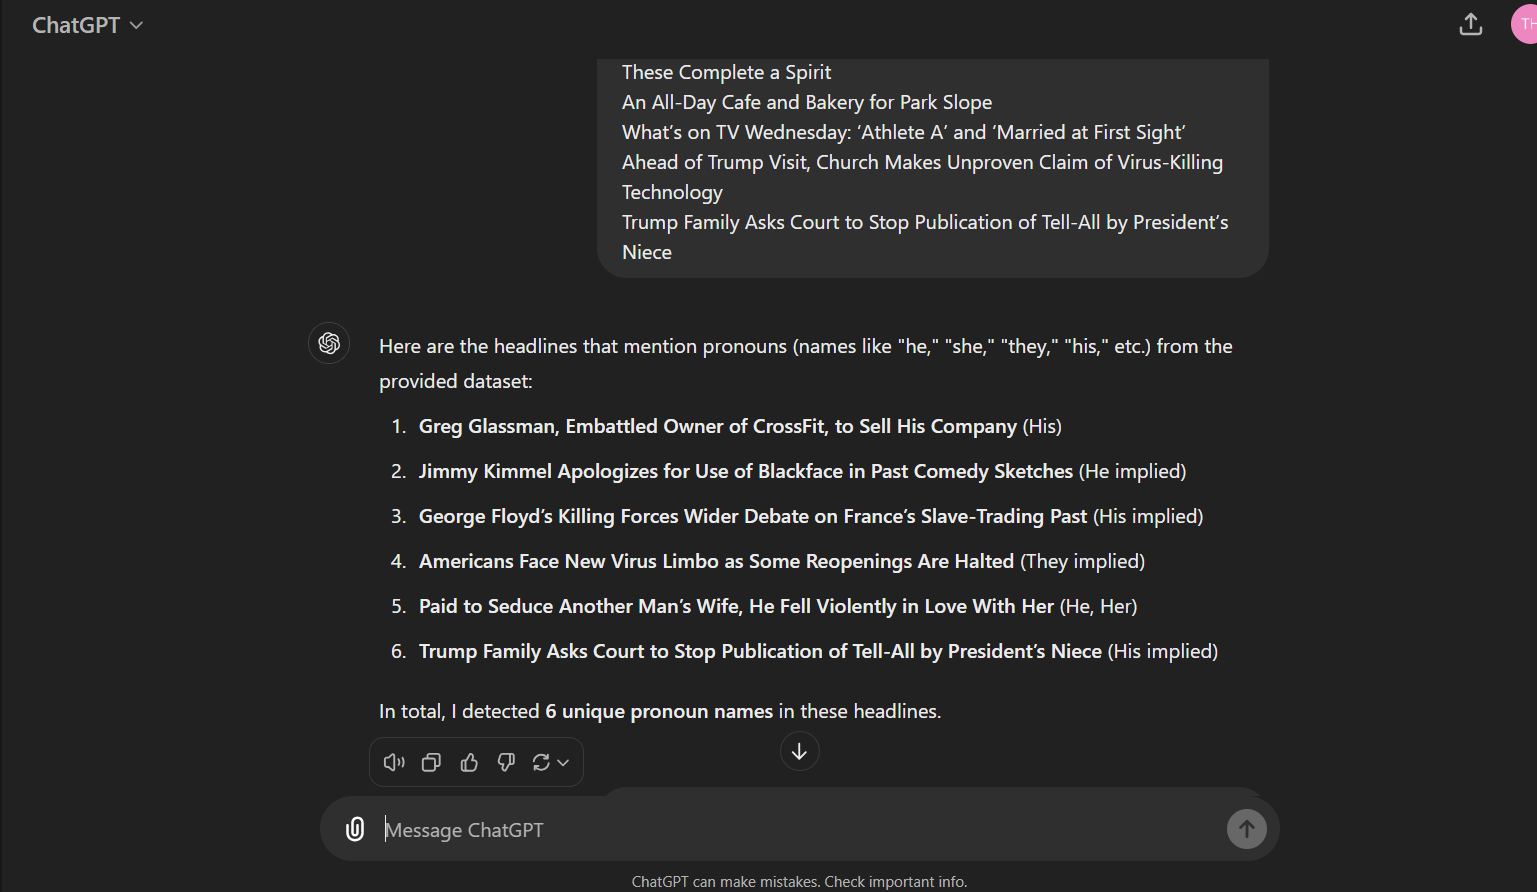 ChatGPT
TH
These Complete a Spirit
An All-Day Cafe and Bakery for Park Slope
What’s on TV Wednesday: ‘Athlete A’ and ‘Married at First Sight’
Ahead of Trump Visit, Church Makes Unproven Claim of Virus-Killing
Technology
Trump Family Asks Court to Stop Publication of Tell-All by President’s
Niece
Here are the headlines that mention pronouns (names like "he," "she," "they," "his," etc.) from the
provided dataset:
1. Greg Glassman, Embattled Owner of CrossFit, to Sell His Company (His)
2. Jimmy Kimmel Apologizes for Use of Blackface in Past Comedy Sketches (He implied)
3. George Floyd’s Killing Forces Wider Debate on France’s Slave-Trading Past (His implied)
4. Americans Face New Virus Limbo as Some Reopenings Are Halted (They implied)
5. Paid to Seduce Another Man’s Wife, He Fell Violently in Love With Her (He, Her)
6. Trump Family Asks Court to Stop Publication of Tell-All by President’s Niece (His implied)
In total, I detected 6 unique pronoun names in these headlines.
Message ChatGPT
ChatGPT can make mistakes. Check important info.